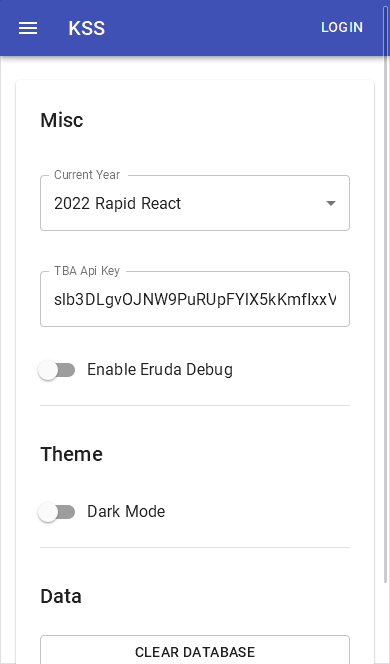 KSS
LOGIN
Misc
Current Year
2022 Rapid React
TBA Api Key
Enable Eruda Debug
Theme
Dark Mode
Data
CLEAR DATABASE